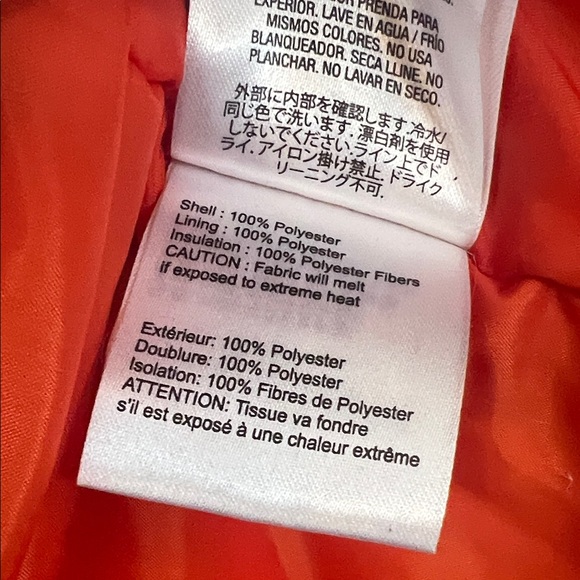 PRENDA PARA
EXPERIOR. LAVE EN AGUA / FRÍO
MISMOS COLORES. NO USA
BLANQUEADOR. SECA LLINE. NO
PLANCHAR. NO LAVAR EN SECO.
外部に内部を確認します.冷水/
同じ色で洗います. 漂白剤を使用
しないでください.ライン上でド
ライ. アイロン掛け禁止. ドライク
リーニング不可.
Shell : 100% Polyester
Lining : 100% Polyester
Insulation : 100% Polyester Fibers
CAUTION : Fabric will melt
if exposed to extreme heat
Extérieur: 100% Polyester
Doublure: 100% Polyester
Isolation: 100% Fibres de Polyester
ATTENTION: Tissue va fondre
s'il est exposé à une chaleur extrême